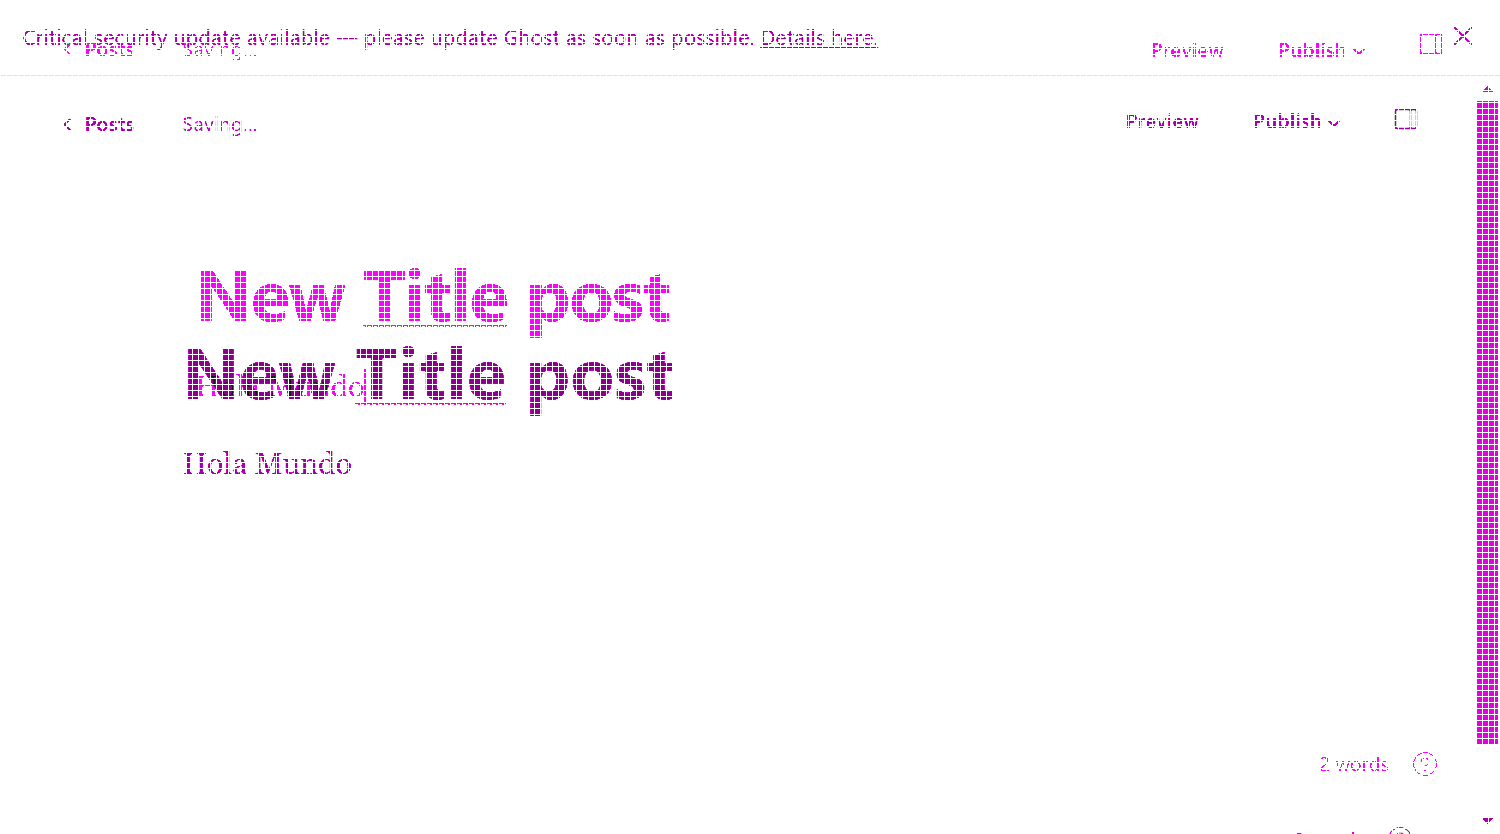 Critical security update available — please update Ghost as soon as possible. Details here.
Posts Saving... Preview Publish
Posts Saving... Preview Publish
New Title post
New Title post
Hola Mundo
2 words